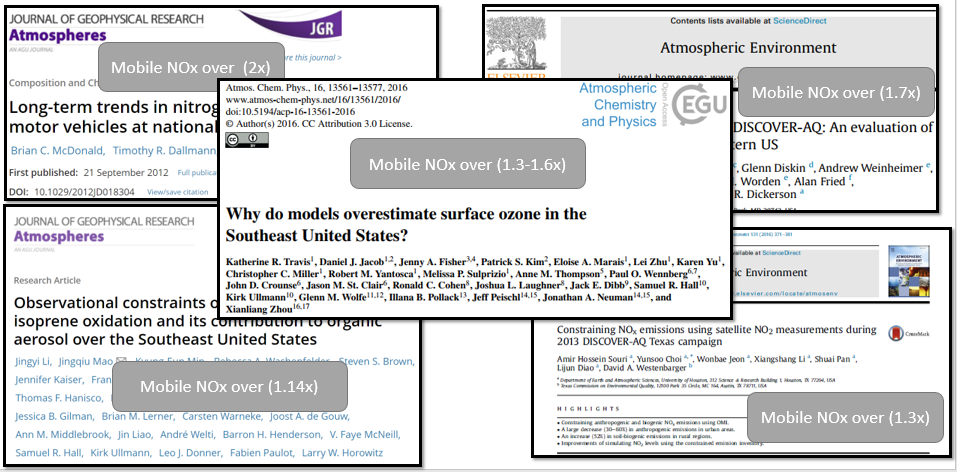 JOURNAL OF GEOPHYSICAL RESEARCH
Atmospheres
AN AGU JOURNAL
JGR
Mobile NOx over (2x)
re this journal >
Composition and Ch
Long-term trends in nitrog
motor vehicles at national
Brian C. McDonald, Timothy R. Dallmann
First published: 21 September 2012 Full publica
DOI: 10.1029/2012JD018304 View/save citation
Contents lists available at ScienceDirect
Atmospheric Environment
ELSEVIER
journal homepage: www.
Mobile NOx over (1.7x)
DISCOVER-AQ: An evaluation of
tern US
Glenn Diskin d, Andrew Weinheimer e,
. Worden e, Alan Fried f,
R. Dickerson a
Atmos. Chem. Phys., 16, 13561–13577, 2016
www.atmos-chem-phys.net/16/13561/2016/
doi:10.5194/acp-16-13561-2016
© Author(s) 2016. CC Attribution 3.0 License.
cc BY
Atmospheric
Chemistry
and Physics
Open Access
EGU
Mobile NOx over (1.3-1.6x)
Why do models overestimate surface ozone in the
Southeast United States?
Katherine R. Travis1, Daniel J. Jacob1,2, Jenny A. Fisher3,4, Patrick S. Kim2, Eloise A. Marais1, Lei Zhu1, Karen Yu1,
Christopher C. Miller1, Robert M. Yantosca1, Melissa P. Sulprizio1, Anne M. Thompson5, Paul O. Wennberg6,7,
John D. Crounse6, Jason M. St. Clair6, Ronald C. Cohen8, Joshua L. Laughner8, Jack E. Dibb9, Samuel R. Hall10,
Kirk Ullmann10, Glenn M. Wolfe11,12, Illana B. Pollack13, Jeff Peischl14,15, Jonathan A. Neuman14,15, and
Xianliang Zhou16,17
JOURNAL OF GEOPHYSICAL RESEARCH
Atmospheres
AN AGU JOURNAL
Research Article
Observational constraints o
isoprene oxidation and its contribution to organic
aerosol over the Southeast United States
Jingyi Li, Jingqiu Mao Steven S. Brown,
Jennifer Kaiser, Fran
Thomas F. Hanisco,
Mobile NOx over (1.14x)
Jessica B. Gilman, Brian M. Lerner, Carsten Warneke, Joost A. de Gouw,
Ann M. Middlebrook, Jin Liao, André Welti, Barron H. Henderson, V. Faye McNeill,
Samuel R. Hall, Kirk Ullmann, Leo J. Donner, Fabien Paulot, Larry W. Horowitz
available at ScienceDirect
Environment
elsevier.com/locate/atmosenv
Constraining NOx emissions using satellite NO2 measurements during
2013 DISCOVER-AQ Texas campaign
CrossMark
Amir Hossein Souri a, Yunsoo Choi a,*, Wonbae Jeon a, Xiangshang Li a, Shuai Pan a,
Lijun Diao a, David A. Westenbarger b
a Department of Earth and Atmospheric Sciences, University of Houston, 312 Science & Research Building 1, Houston, TX 77204, USA
b Texas Commission on Environmental Quality, 12100 Park 35 Circle, MC 164, Austin, TX 78711, USA
HIGHLIGHTS
• Constraining anthropogenic and biogenic NOx emissions using OMI.
• A large decrease (30–60%) in anthropogenic emissions in urban areas.
• An increase (52%) in soil-biogenic emissions in rural regions.
• Improvements of simulating NO2 levels using the constrained emission inventory.
Mobile NOx over (1.3x)